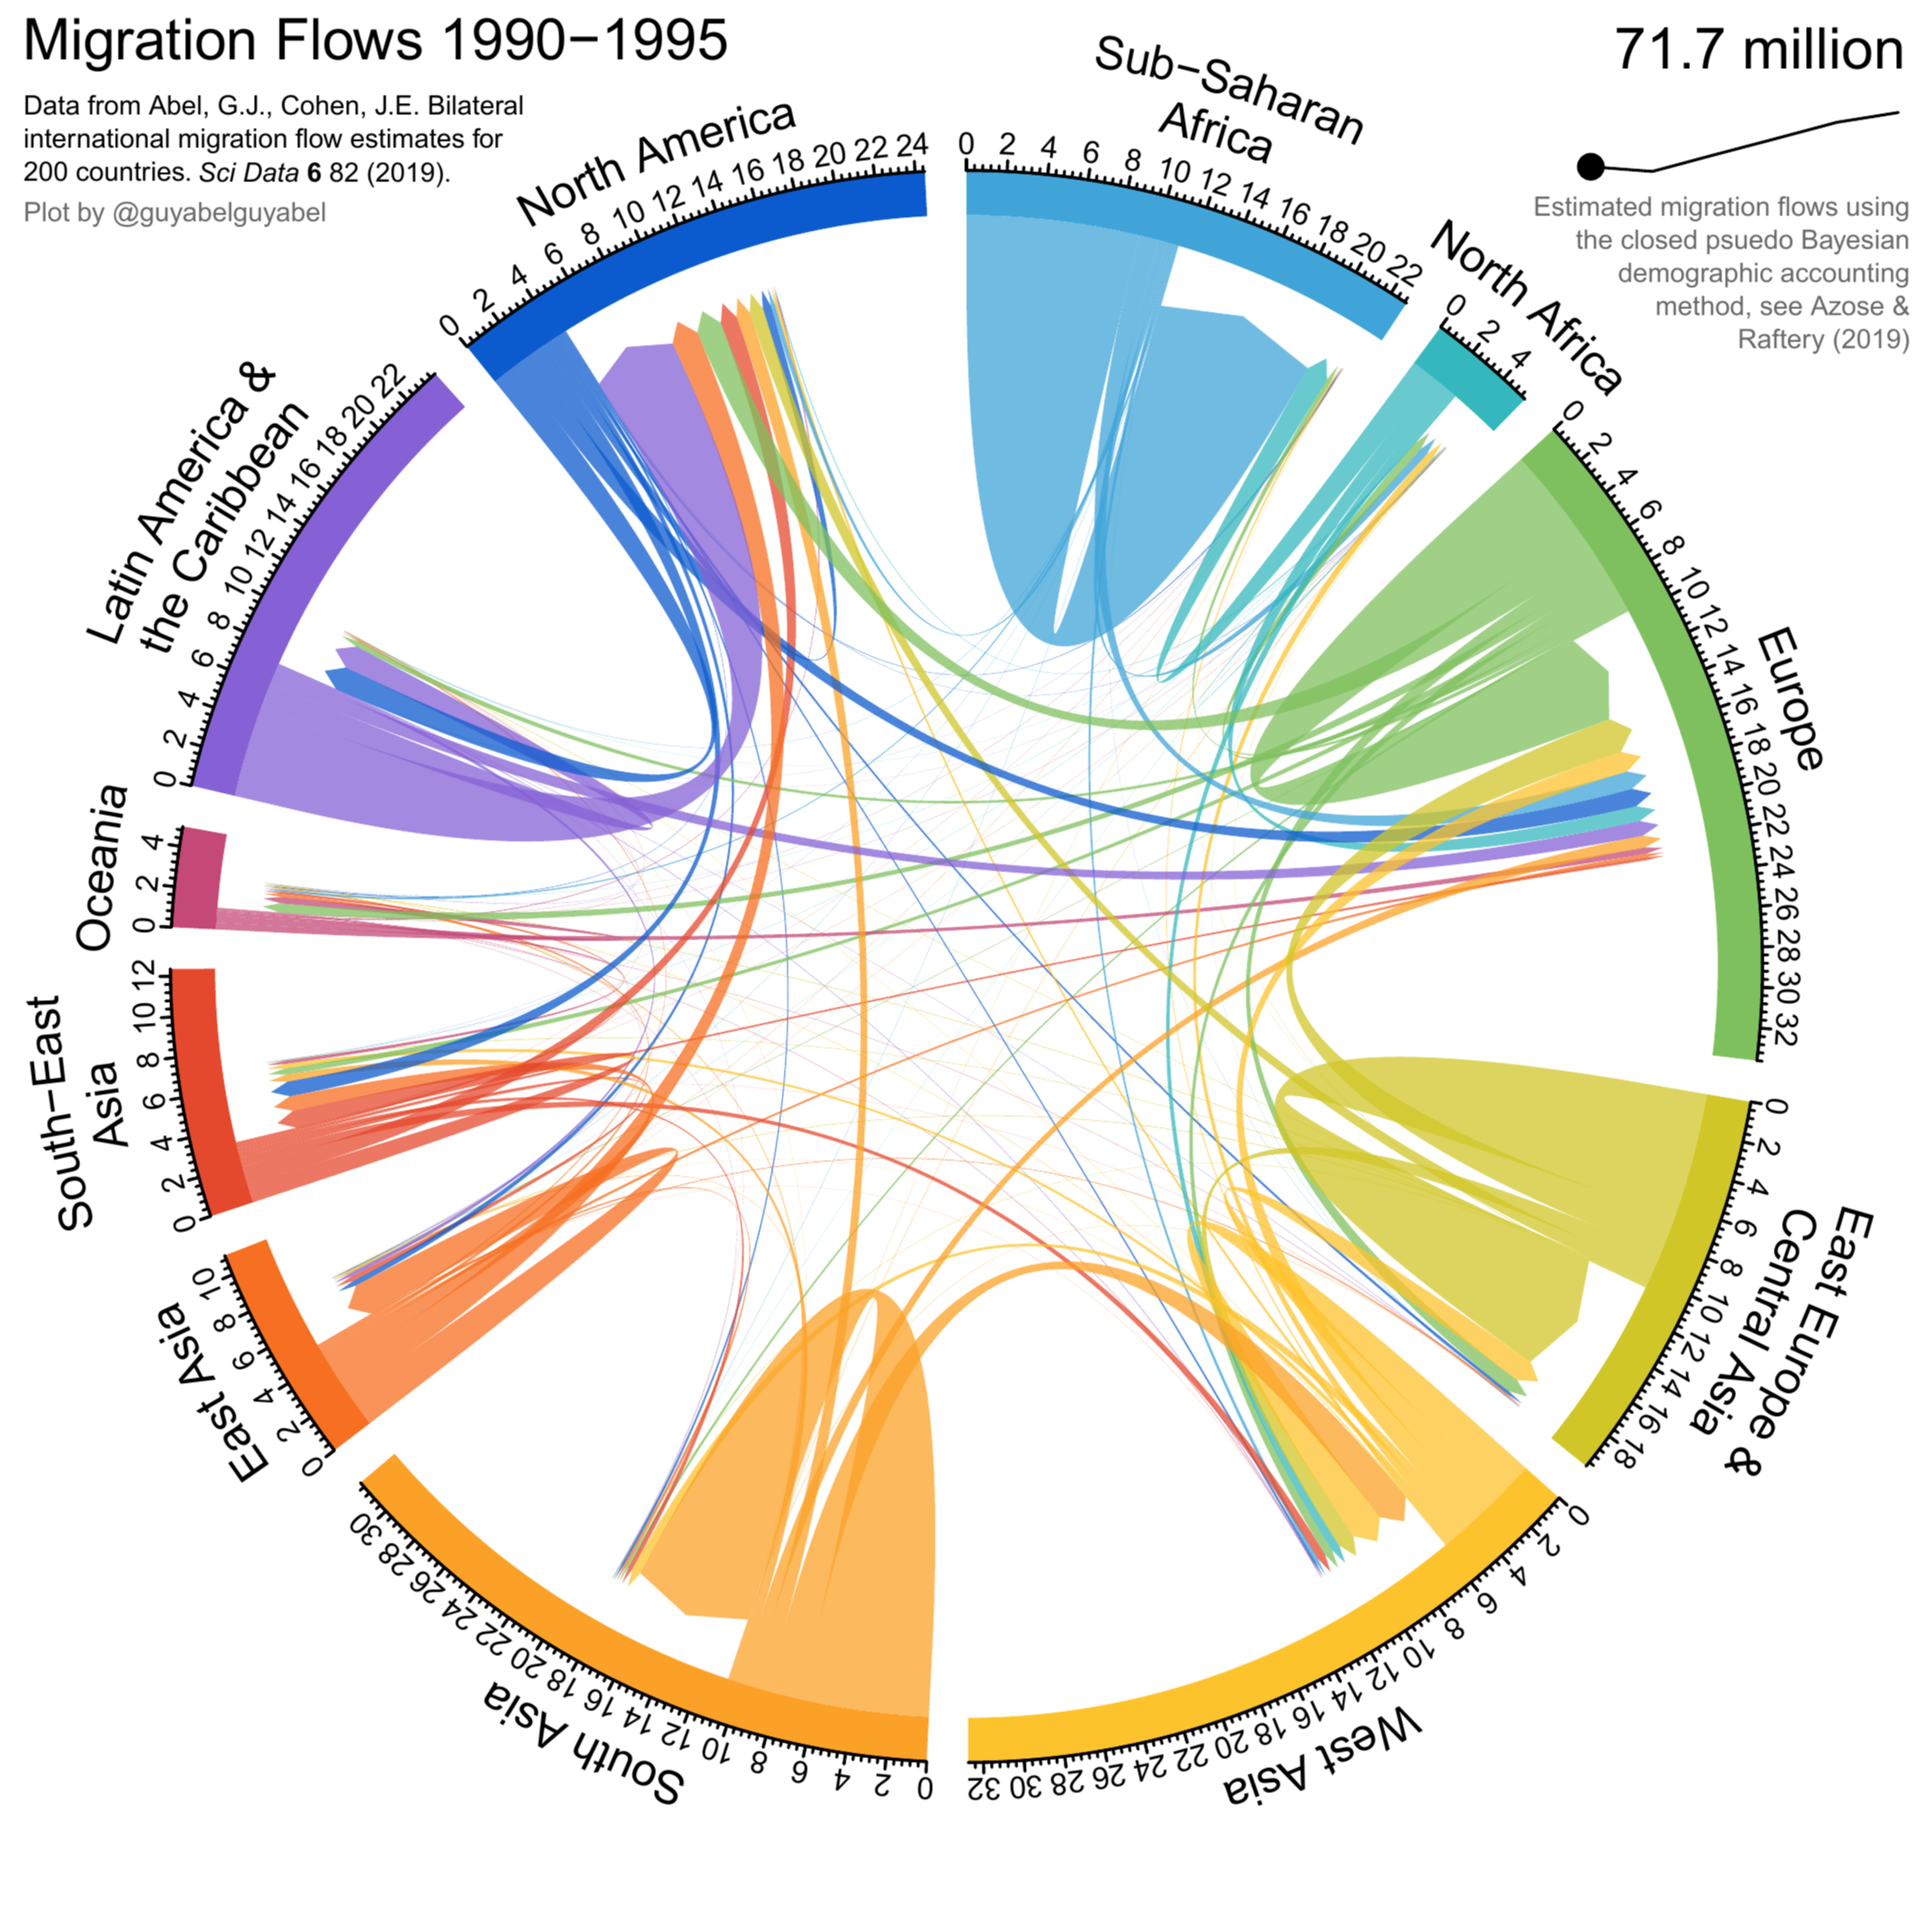 Migration Flows 1990−1995
Data from Abel, G.J., Cohen, J.E. Bilateral
international migration flow estimates for
200 countries. Sci Data 6 82 (2019).
Plot by @guyabelguyabel
71.7 million
Estimated migration flows using
the closed psuedo Bayesian
demographic accounting
method, see Azose &
Raftery (2019)
Sub−Saharan
Africa
0 2 4 6 8 10 12 14 16 18 20 22
North Africa
0 2 4
Europe
0 2 4 6 8 10 12 14 16 18 20 22 24 26 28 30 32
East Europe &
Central Asia
0 2 4 6 8 10 12 14 16 18
West Asia
0 2 4 6 8 10 12 14 16 18 20 22 24 26 28 30 32
South Asia
0 2 4 6 8 10 12 14 16 18 20 22 24 26 28 30
East Asia
0 2 4 6 8 10
South−East
Asia
0 2 4 6 8 10 12
Oceania
0 2 4
Latin America &
the Caribbean
0 2 4 6 8 10 12 14 16 18 20 22
North America
0 2 4 6 8 10 12 14 16 18 20 22 24